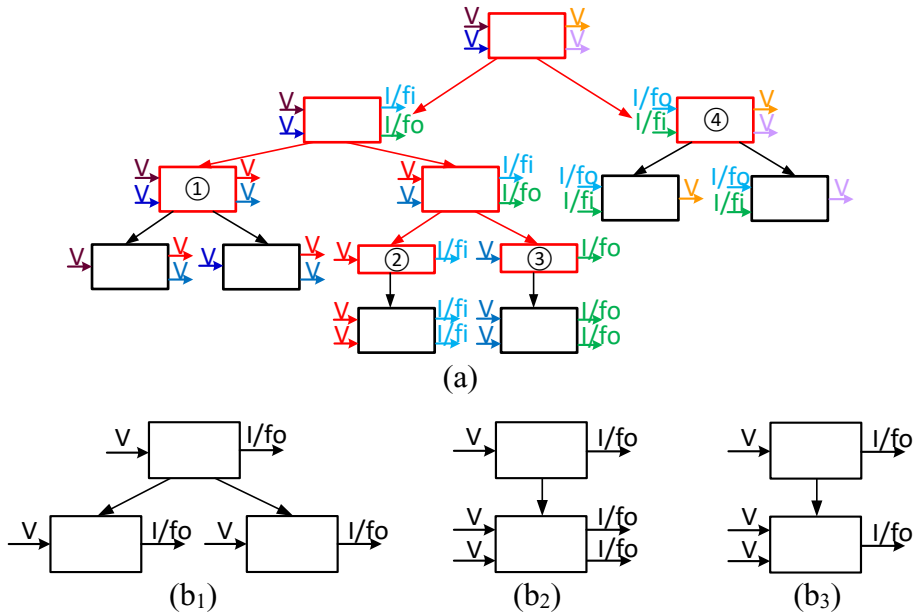 V V
V V
I/fi I/fo V
V I/fo I/fi ④ V
V
V V I/fi I/fo I/fo
V ① V V I/fo I/fi V I/fi V
V
V V V V V ② I/fi V ③ I/fo
V V
V I/fi V I/fo
V I/fi V I/fo
(a)
V I/fo V I/fo V I/fo
V I/fo V I/fo V I/fo V
V I/fo V I/fo
(b₁) (b₂) (b₃)